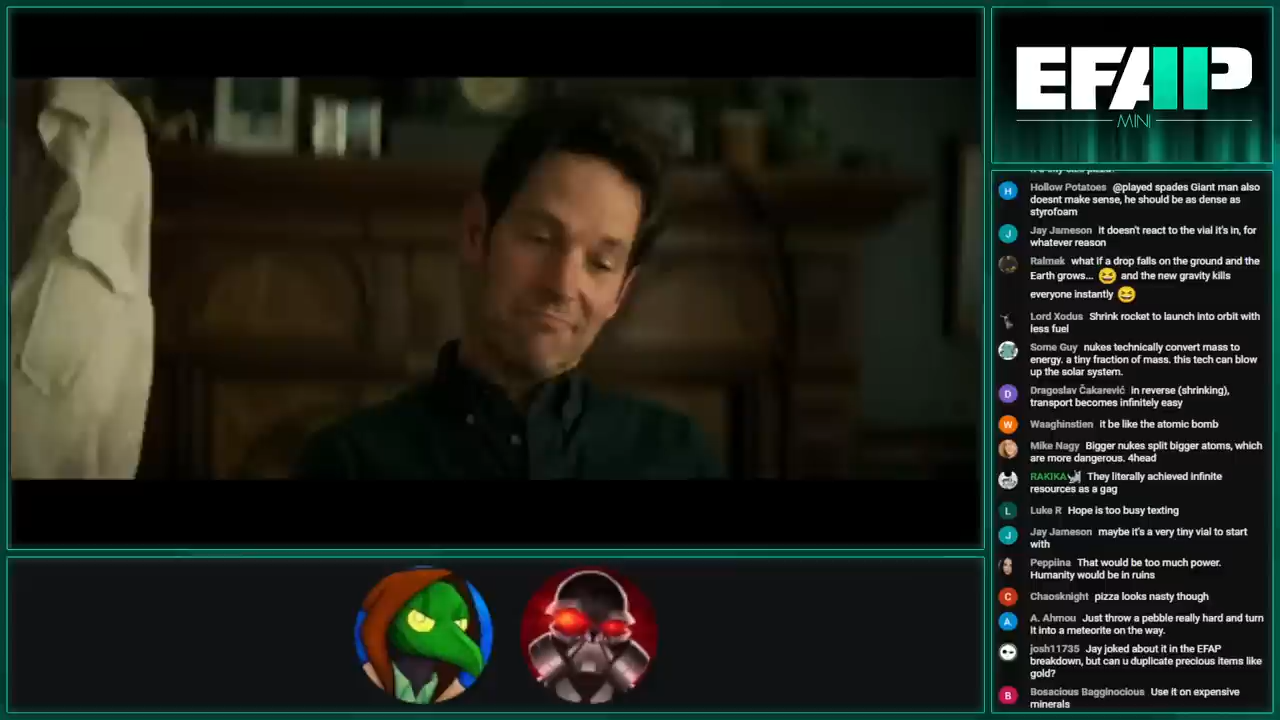 EFAP
MINI
Hollow Potatoes @played spades Giant man also
doesnt make sense, he should be as dense as
styrofoam
Jay Jameson It doesn't react to the vial it's in, for
whatever reason
Ralmek what if a drop falls on the ground and the
Earth grows... 😆 and the new gravity kills
everyone instantly 😆
Lord Xodus Shrink rocket to launch into orbit with
less fuel
Some Guy nukes technically convert mass to
energy. a tiny fraction of mass. this tech can blow
up the solar system.
Dragoslav Čakarević in reverse (shrinking),
transport becomes infinitely easy
Waaghinstien it be like the atomic bomb
Mike Nagy Bigger nukes split bigger atoms, which
are more dangerous. 4head
RAKIKA They literally achieved infinite
resources as a gag
Luke R Hope is too busy texting
Jay Jameson maybe it's a very tiny vial to start
with
Peppiina That would be too much power.
Humanity would be in ruins
Chaosknight pizza looks nasty though
A. Ahmou Just throw a pebble really hard and turn
it into a meteorite on the way.
josh11735 Jay joked about it in the EFAP
breakdown, but can u duplicate precious items like
gold?
Bosacious Bagginocious Use it on expensive
minerals